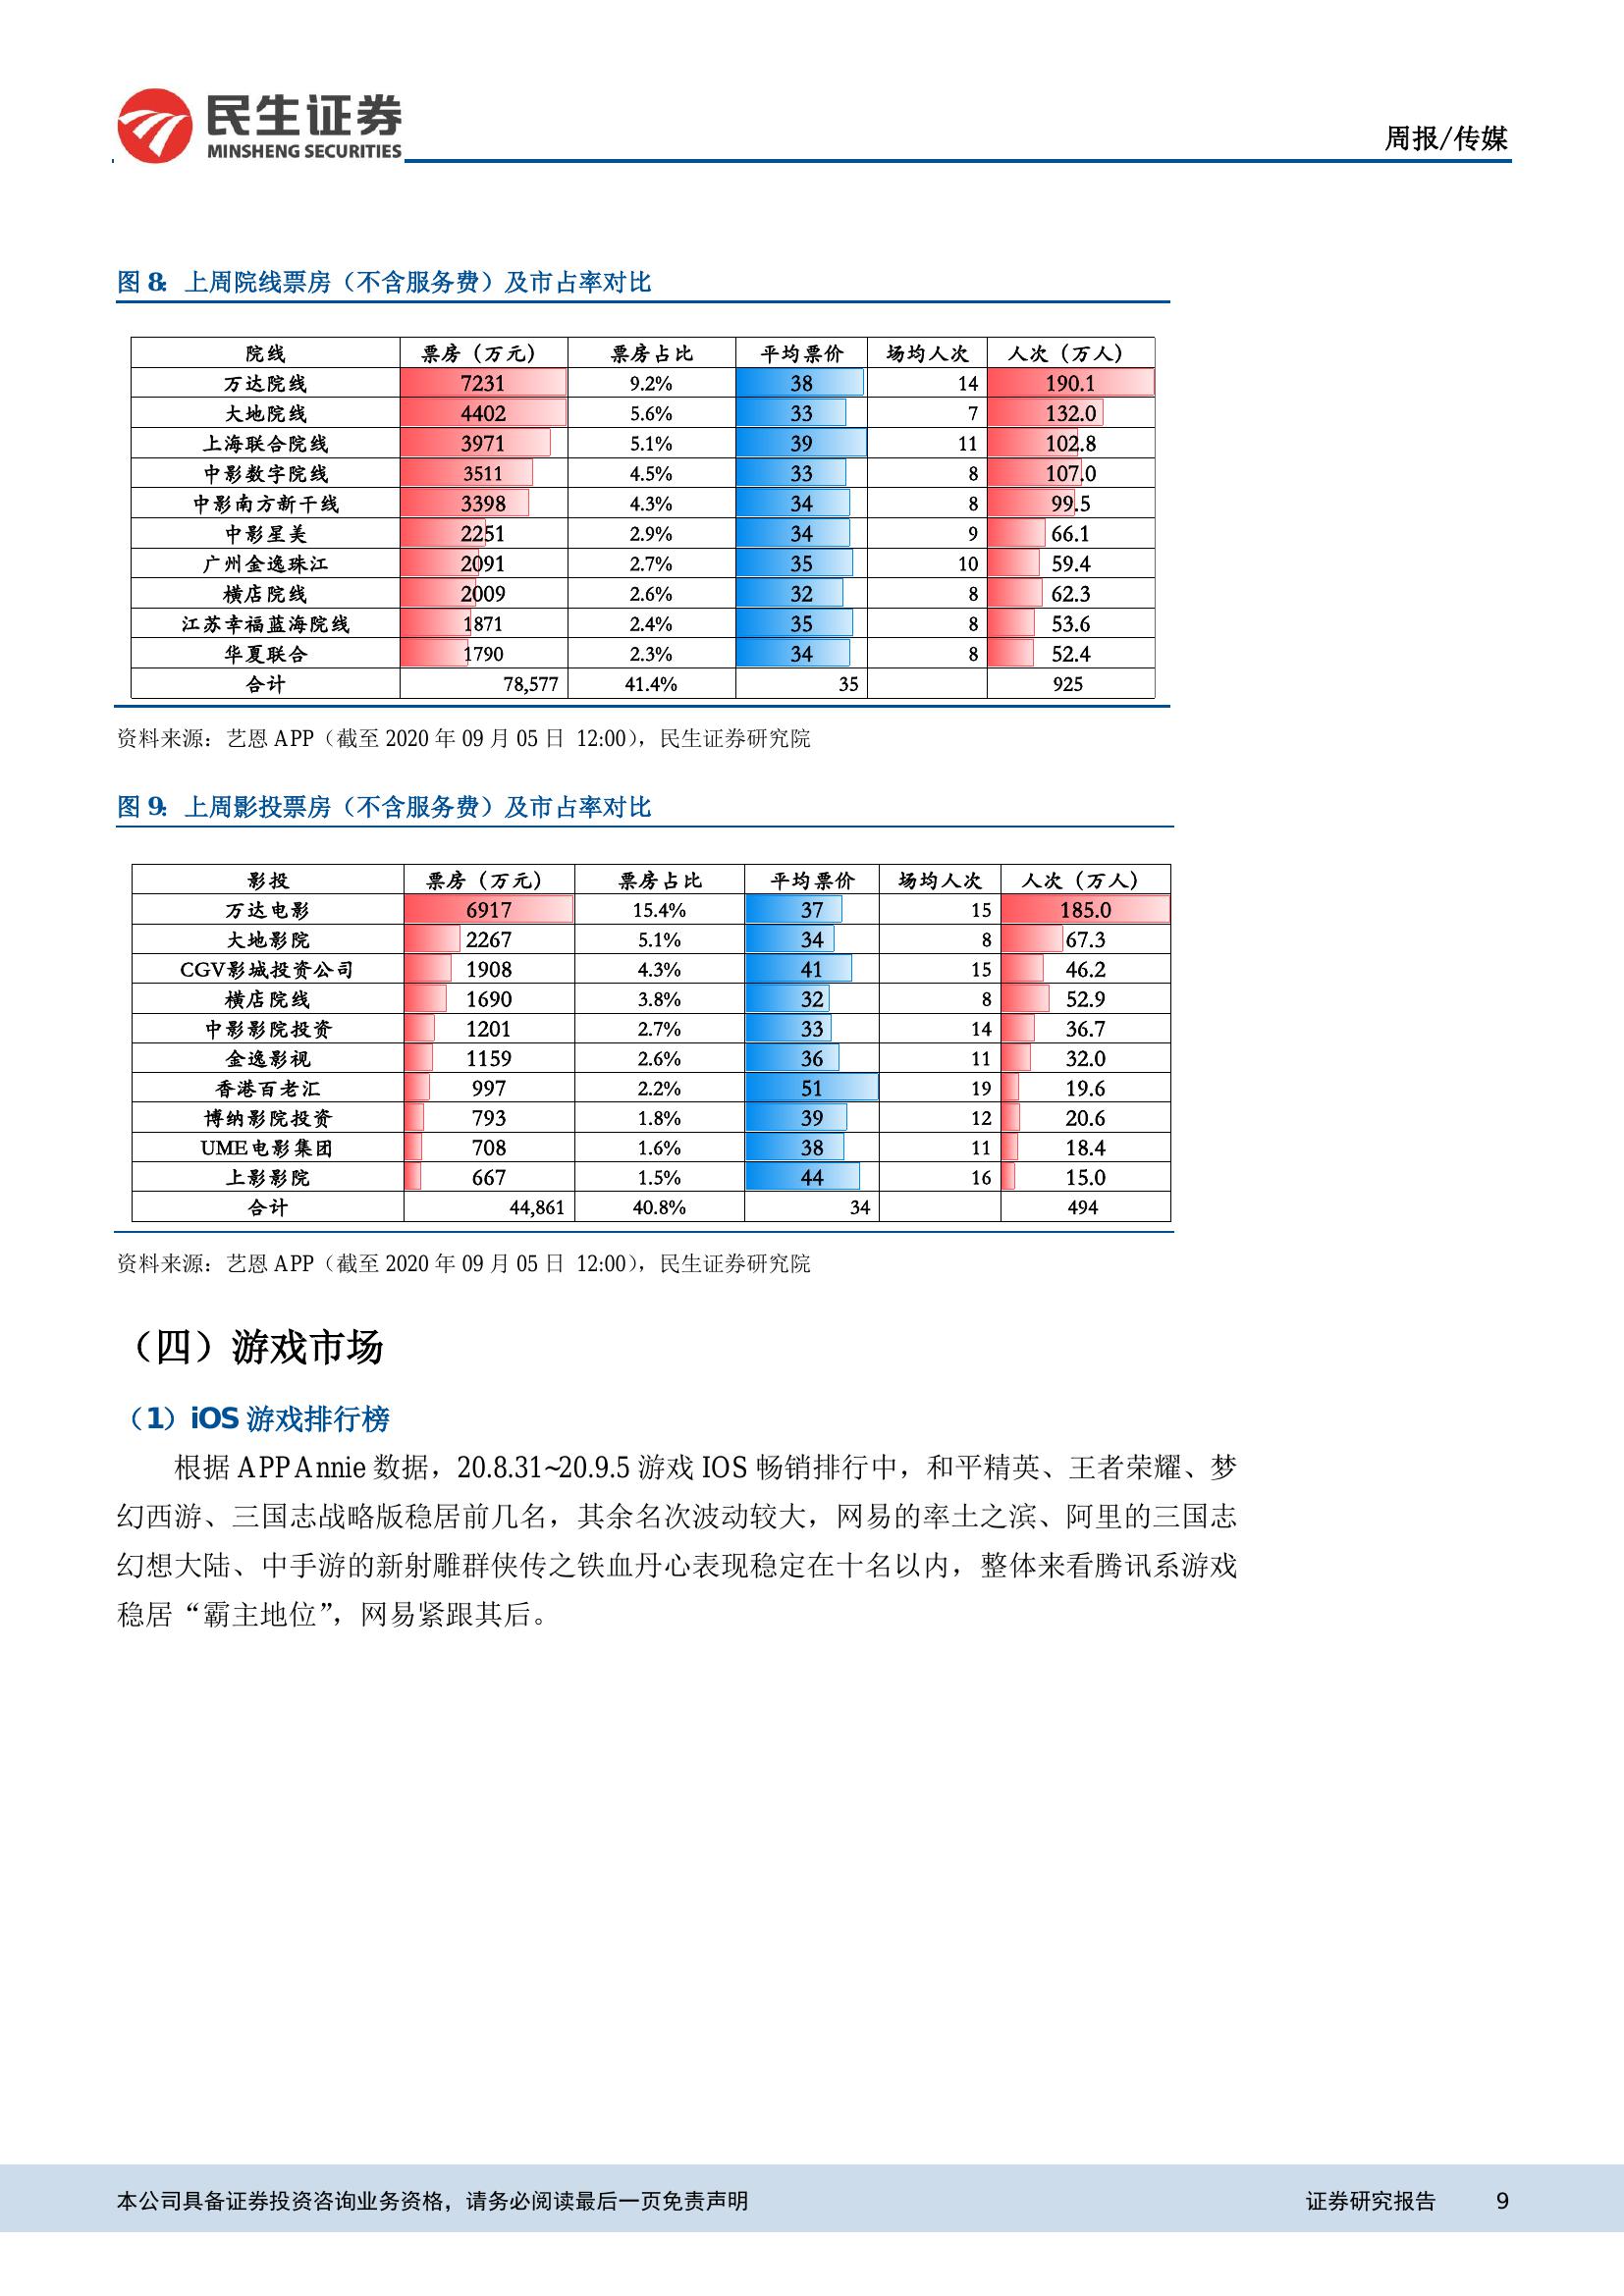 民生证券
MINSHENG SECURITIES
周报/传媒
图 8: 上周院线票房（不含服务费）及市占率对比
院线 票房（万元） 票房占比 平均票价 场均人次 人次（万人）
万达院线 7231 9.2% 38 14 190.1
大地院线 4402 5.6% 33 7 132.0
上海联合院线 3971 5.1% 39 11 102.8
中影数字院线 3511 4.5% 33 8 107.0
中影南方新干线 3398 4.3% 34 8 99.5
中影星美 2251 2.9% 34 9 66.1
广州金逸珠江 2091 2.7% 35 10 59.4
横店院线 2009 2.6% 32 8 62.3
江苏幸福蓝海院线 1871 2.4% 35 8 53.6
华夏联合 1790 2.3% 34 8 52.4
合计 78,577 41.4% 35 925
资料来源：艺恩 APP（截至 2020 年 09 月 05 日 12:00），民生证券研究院
图 9: 上周影投票房（不含服务费）及市占率对比
影投 票房（万元） 票房占比 平均票价 场均人次 人次（万人）
万达电影 6917 15.4% 37 15 185.0
大地影院 2267 5.1% 34 8 67.3
CGV影城投资公司 1908 4.3% 41 15 46.2
横店院线 1690 3.8% 32 8 52.9
中影影院投资 1201 2.7% 33 14 36.7
金逸影视 1159 2.6% 36 11 32.0
香港百老汇 997 2.2% 51 19 19.6
博纳影院投资 793 1.8% 39 12 20.6
UME电影集团 708 1.6% 38 11 18.4
上影影院 667 1.5% 44 16 15.0
合计 44,861 40.8% 34 494
资料来源：艺恩 APP（截至 2020 年 09 月 05 日 12:00），民生证券研究院
（四）游戏市场
（1）iOS 游戏排行榜
根据 APP Annie 数据，20.8.31~20.9.5 游戏 IOS 畅销排行中，和平精英、王者荣耀、梦
幻西游、三国志战略版稳居前几名，其余名次波动较大，网易的率土之滨、阿里的三国志
幻想大陆、中手游的新射雕群侠传之铁血丹心表现稳定在十名以内，整体来看腾讯系游戏
稳居“霸主地位”，网易紧跟其后。
本公司具备证券投资咨询业务资格，请务必阅读最后一页免责声明 证券研究报告 9